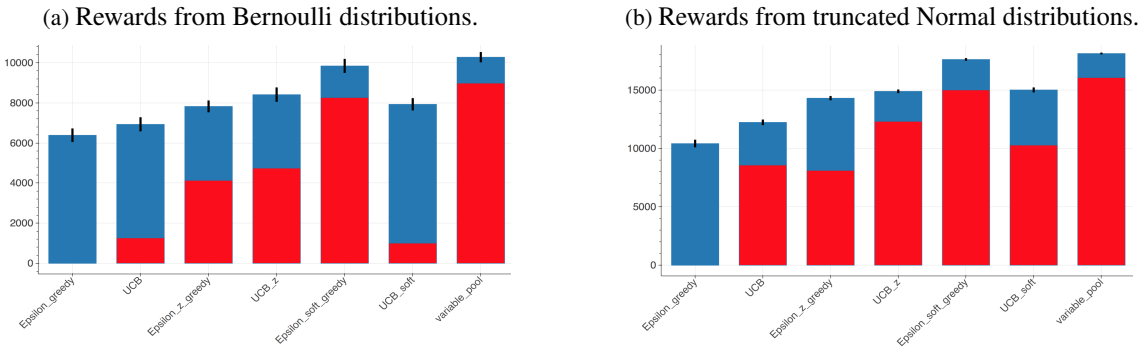 (a) Rewards from Bernoulli distributions.
10000
8000
6000
4000
2000
0
Epsilon_greedy
UCB
Epsilon_z_greedy
UCB_z
Epsilon_soft_greedy
UCB_soft
variable_pool
(b) Rewards from truncated Normal distributions.
15000
10000
5000
0
Epsilon_greedy
UCB
Epsilon_z_greedy
UCB_z
Epsilon_soft_greedy
UCB_soft
variable_pool